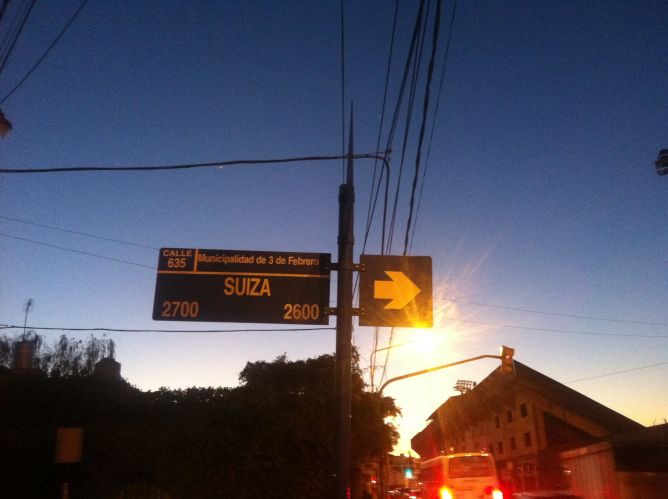 CALLE
635
Municipalidad de 3 de Febrero
SUIZA
2700 2600